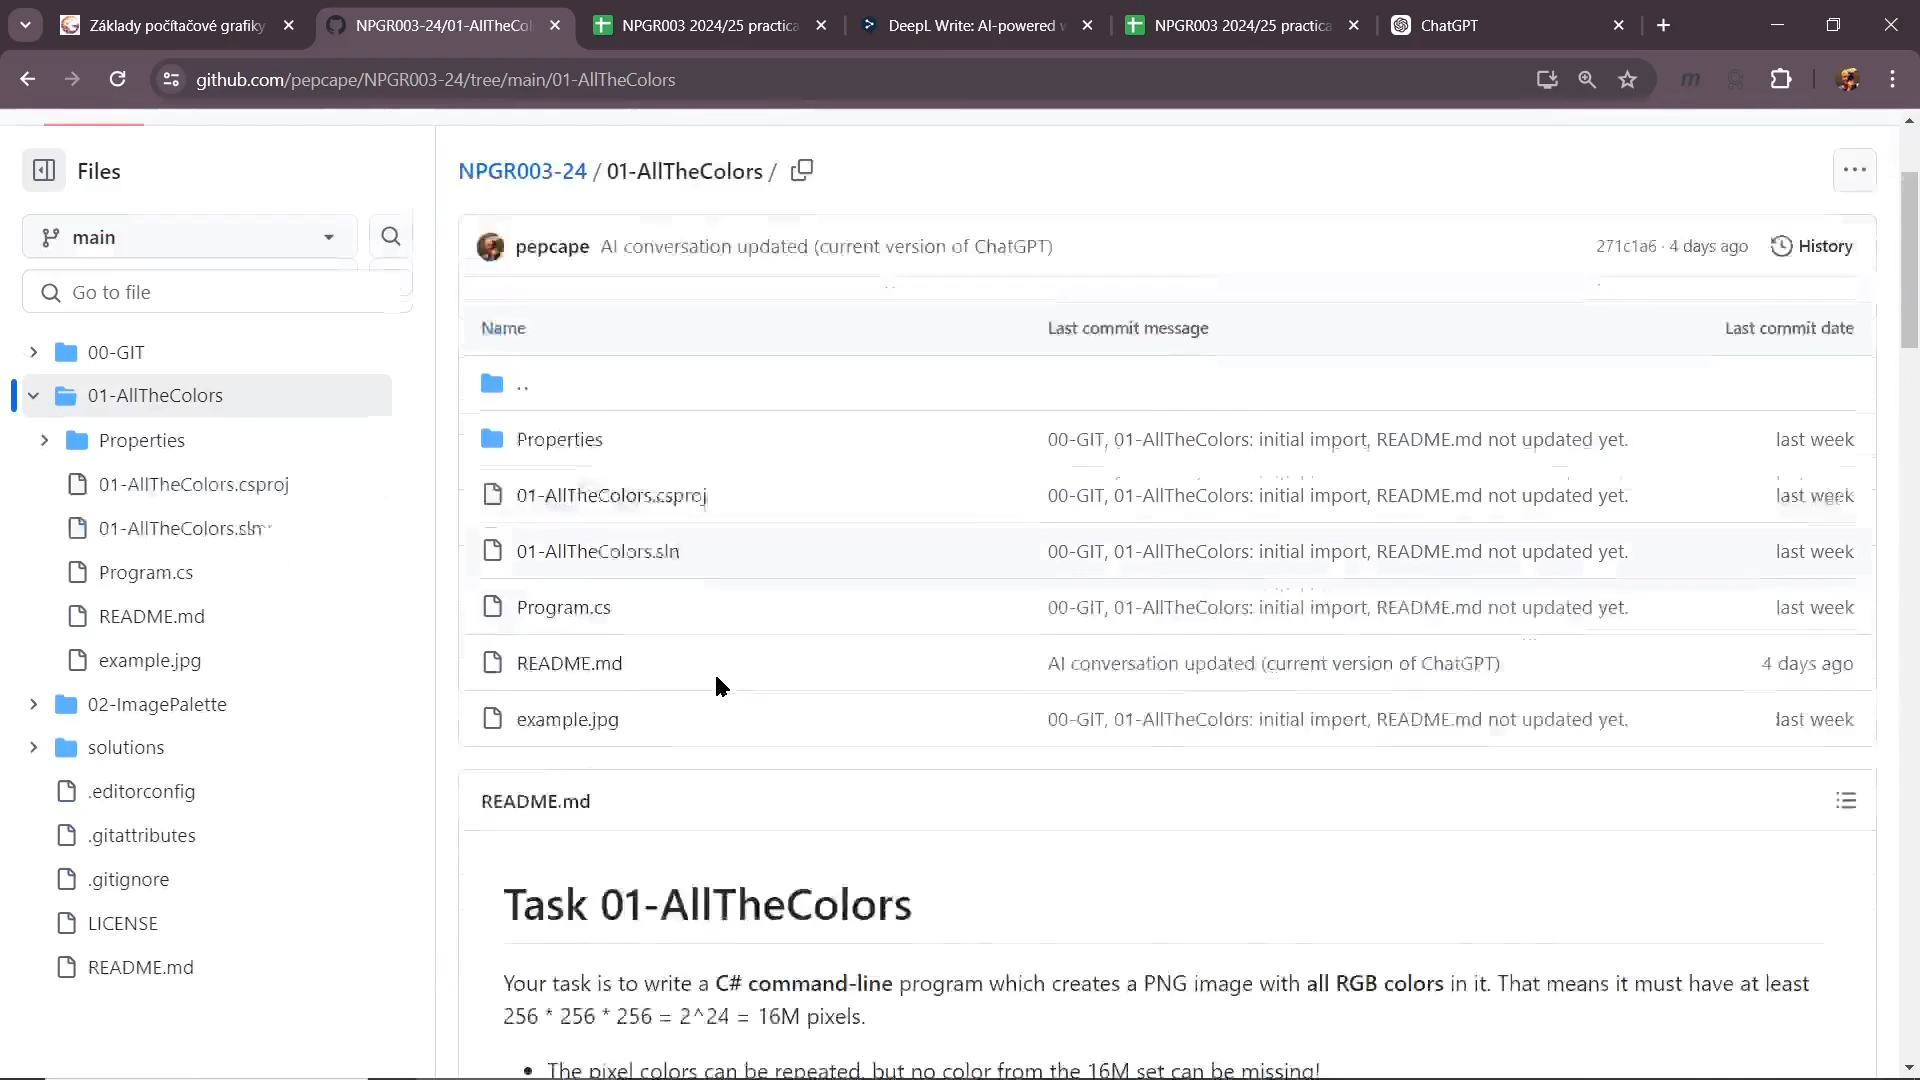 Základy počítačové grafiky
NPGR003-24/01-AllTheCol
NPGR003 2024/25 practica
DeepL Write: AI-powered w
NPGR003 2024/25 practica
ChatGPT
github.com/pepcape/NPGR003-24/tree/main/01-AllTheColors
Files
NPGR003-24 / 01-AllTheColors /
main
pepcape AI conversation updated (current version of ChatGPT)
271c1a6 · 4 days ago
History
Go to file
Name
Last commit message
Last commit date
00-GIT
01-AllTheColors
Properties
01-AllTheColors.csproj
01-AllTheColors.sln
Program.cs
README.md
example.jpg
02-ImagePalette
solutions
.editorconfig
.gitattributes
.gitignore
LICENSE
README.md
..
Properties
00-GIT, 01-AllTheColors: initial import, README.md not updated yet.
last week
01-AllTheColors.csproj
00-GIT, 01-AllTheColors: initial import, README.md not updated yet.
last week
01-AllTheColors.sln
00-GIT, 01-AllTheColors: initial import, README.md not updated yet.
last week
Program.cs
00-GIT, 01-AllTheColors: initial import, README.md not updated yet.
last week
README.md
AI conversation updated (current version of ChatGPT)
4 days ago
example.jpg
00-GIT, 01-AllTheColors: initial import, README.md not updated yet.
last week
README.md
Task 01-AllTheColors
Your task is to write a C# command-line program which creates a PNG image with all RGB colors in it. That means it must have at least
256 * 256 * 256 = 2^24 = 16M pixels.
• The pixel colors can be repeated, but no color from the 16M set can be missing!